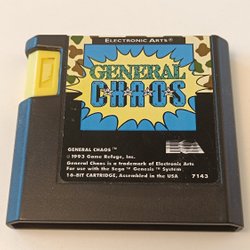 ELECTRONIC ARTS®
GENERAL
CHAOS
GENERAL CHAOS™
©1993 Game Refuge, Inc.
General Chaos is a trademark of Electronic Arts
For use with the Sega™ Genesis™ System
16-BIT CARTRIDGE, Assembled in the USA 7143